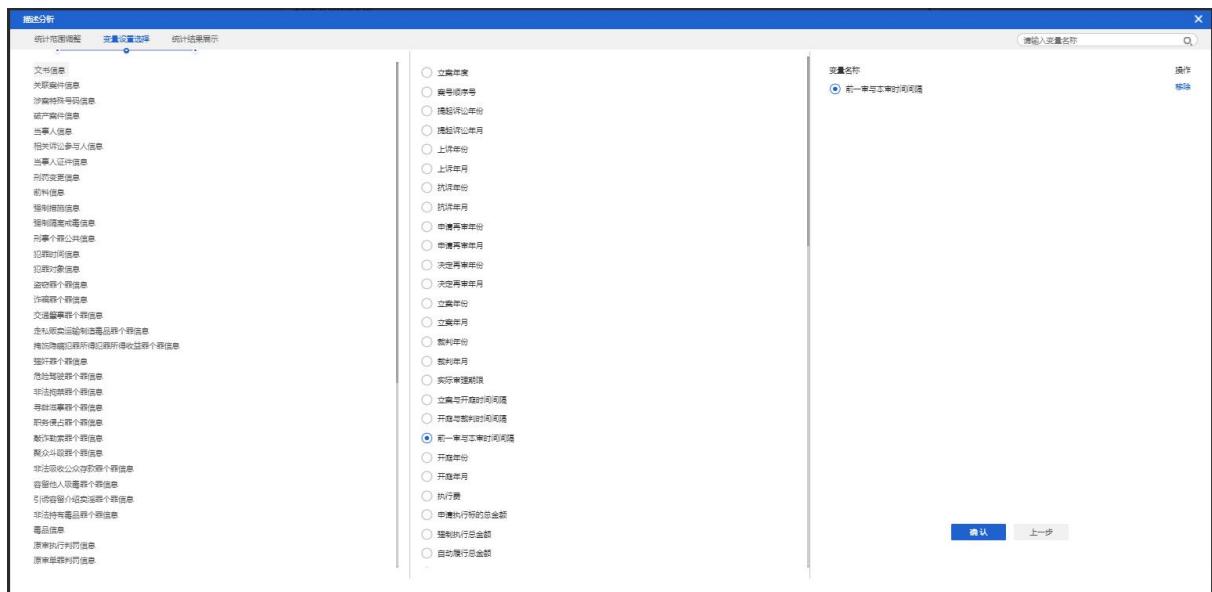 描述分析
统计范围调整 变量设置选择 统计结果展示
请输入变量名称
文书信息
关联案件信息
涉案特殊号码信息
破产案件信息
当事人信息
相关诉讼参与人信息
当事人证件信息
刑罚变更信息
前科信息
强制措施信息
强制隔离戒毒信息
刑事个罪公共信息
犯罪时间信息
犯罪对象信息
盗窃罪个罪信息
诈骗罪个罪信息
交通肇事罪个罪信息
走私贩卖运输制造毒品罪个罪信息
掩饰隐瞒犯罪所得犯罪所得收益罪个罪信息
强奸罪个罪信息
危险驾驶罪个罪信息
非法拘禁罪个罪信息
寻衅滋事罪个罪信息
职务侵占罪个罪信息
敲诈勒索罪个罪信息
聚众斗殴罪个罪信息
非法吸收公众存款罪个罪信息
容留他人吸毒罪个罪信息
引诱容留介绍卖淫罪个罪信息
非法持有毒品罪个罪信息
毒品信息
原审执行判罚信息
原审单罪判罚信息
立案年度
案号顺序号
提起诉讼年份
提起诉讼年月
上诉年份
上诉年月
抗诉年份
抗诉年月
申请再审年份
申请再审年月
决定再审年份
决定再审年月
立案年份
立案年月
裁判年份
裁判年月
实际审理期限
立案与开庭时间间隔
开庭与裁判时间间隔
前一审与本审时间间隔
开庭年份
开庭年月
执行费
申请执行标的总金额
强制执行总金额
自动履行总金额
变量名称 操作
前一审与本审时间间隔 移除
确认 上一步